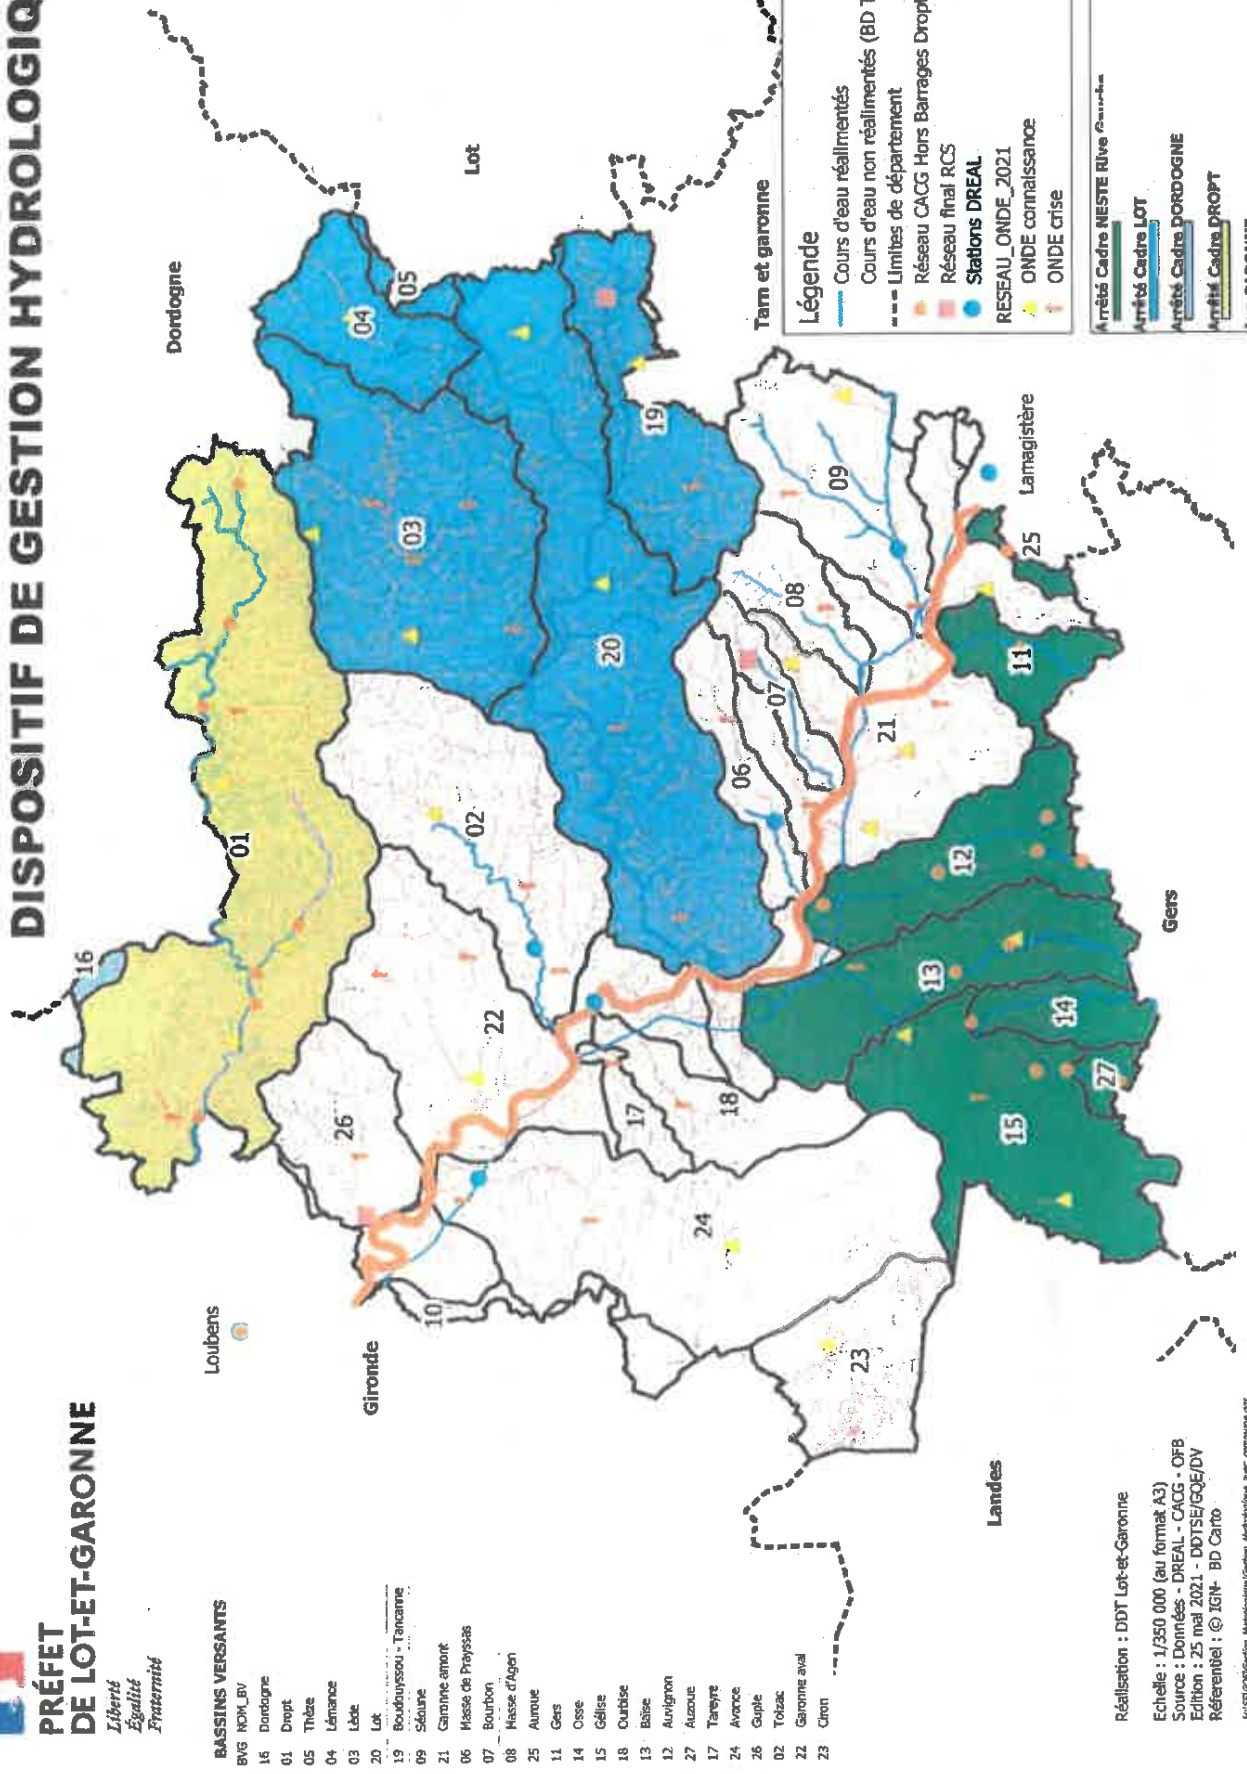 DISPOSITIF DE GESTION HYDROLOGIQ
PRÉFET
DE LOT-ET-GARONNE
Liberté
Égalité
Fraternité
BASSINS VERSANTS
BVG NOM_BV
16 Dordogne
01 Dropt
05 Thèze
04 Lémance
03 Lède
20 Lot
19 Boudouyssou - Tancanne
09 Séoune
21 Garonne amont
06 Masse de Prayssas
07 Bourbon
08 Masse d'Agen
25 Auroue
11 Gers
14 Osse
15 Gélise
18 Ourbise
13 Baïse
12 Auvignon
27 Auzoue
17 Tareyre
24 Avance
26 Gupie
02 Tolzac
22 Garonne aval
23 Ciron
Réalisation : DDT Lot-et-Garonne
Echelle : 1/350 000 (au format A3)
Source : Données - DREAL - CACG - OFB
Edition : 25 mai 2021 - DDTSE/GQE/DV
Réferentiel : © IGN- BD Carto
Loubens
Gironde
Landes
Gers
Dordogne
Lot
Tarn et garonne
Lamagistère
16
01
26
22
02
03
04
05
10
17
18
24
23
20
19
06
07
08
09
21
25
11
12
13
14
15
27
Légende
Cours d'eau réalimentés
Cours d'eau non réalimentés (BD T
Limites de département
Réseau CACG Hors Barrages Dropt
Réseau final RCS
Stations DREAL
RESEAU_ONDE_2021
ONDE connaissance
ONDE crise
Arrêté Cadre NESTE Rive Gauche
Arrêté Cadre LOT
Arrêté Cadre DORDOGNE
Arrêté Cadre DROPT